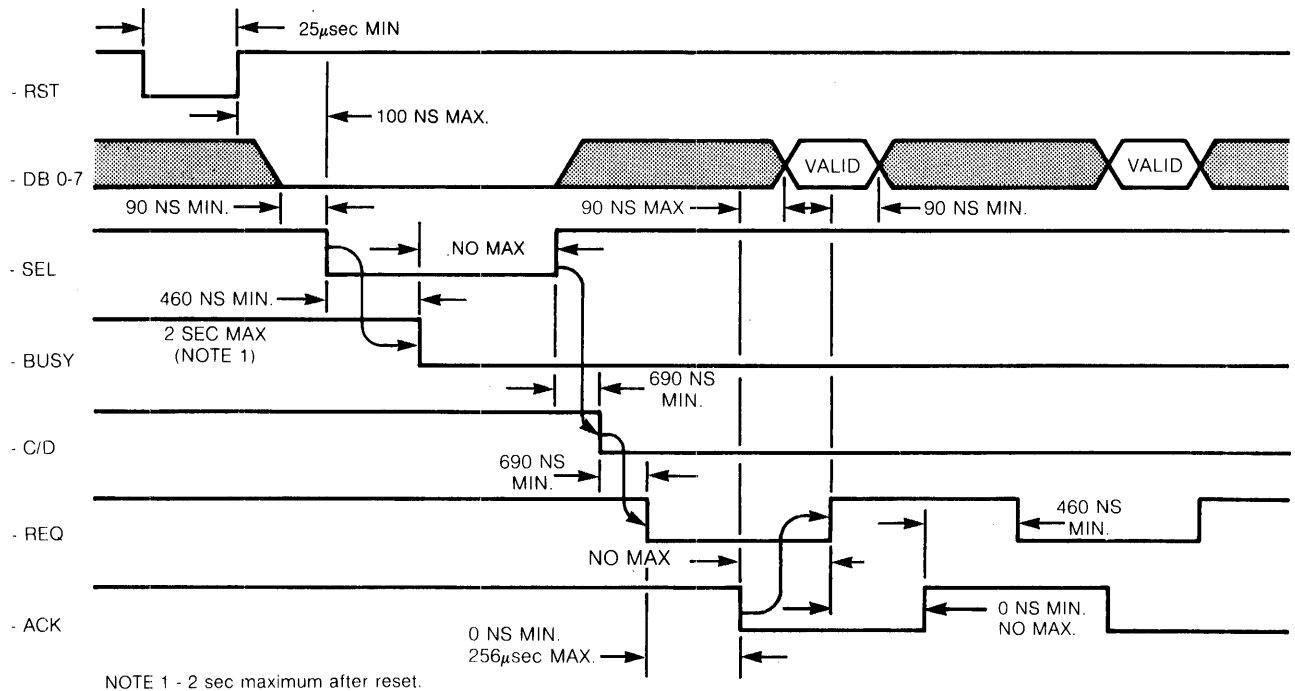 25μsec MIN
- RST
100 NS MAX.
- DB 0-7
VALID
VALID
90 NS MIN.
90 NS MAX
90 NS MIN.
- SEL
.NO MAX
460 NS MIN.
2 SEC MAX
(NOTE 1)
- BUSY
690 NS
MIN.
- C/D
690 NS
MIN.
- REQ
460 NS
MIN.
NO MAX
- ACK
0 NS MIN.
NO MAX.
0 NS MIN.
256μsec MAX.
NOTE 1 - 2 sec maximum after reset.